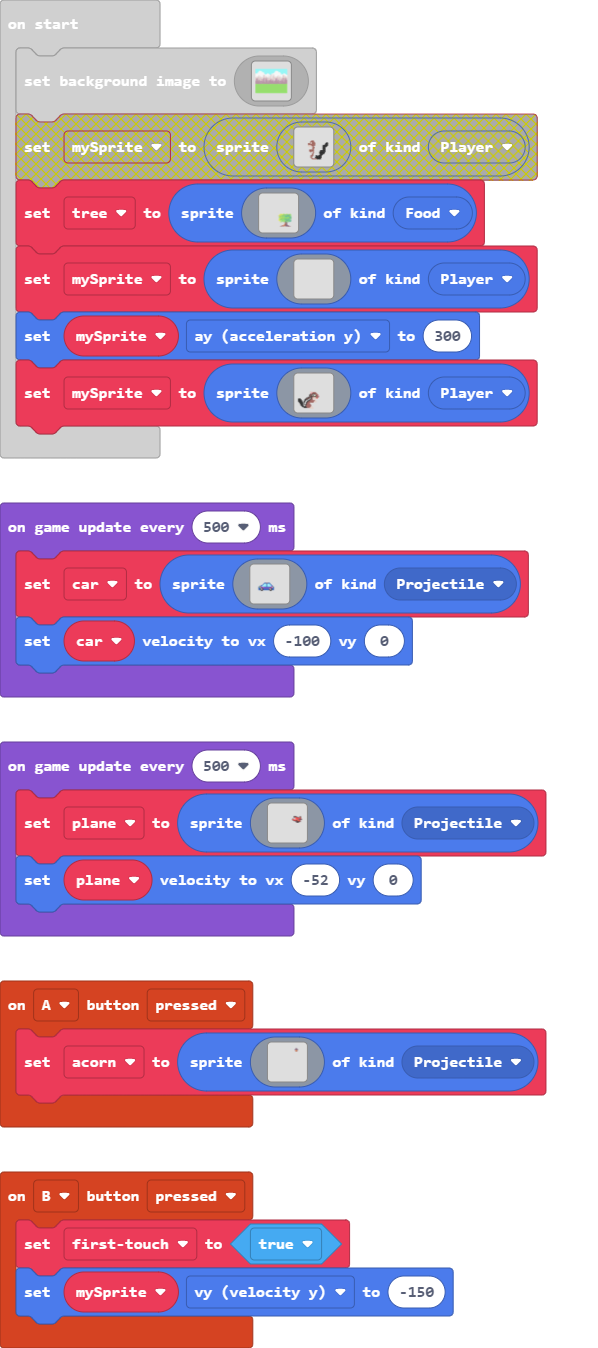 on start
set background image to
set mySprite to sprite of kind Player
set tree to sprite of kind Food
set mySprite to sprite of kind Player
set mySprite ay (acceleration y) to 300
set mySprite to sprite of kind Player
on game update every 500 ms
set car to sprite of kind Projectile
set car velocity to vx -100 vy 0
on game update every 500 ms
set plane to sprite of kind Projectile
set plane velocity to vx -52 vy 0
on A button pressed
set acorn to sprite of kind Projectile
on B button pressed
set first-touch to true
set mySprite vy (velocity y) to -150